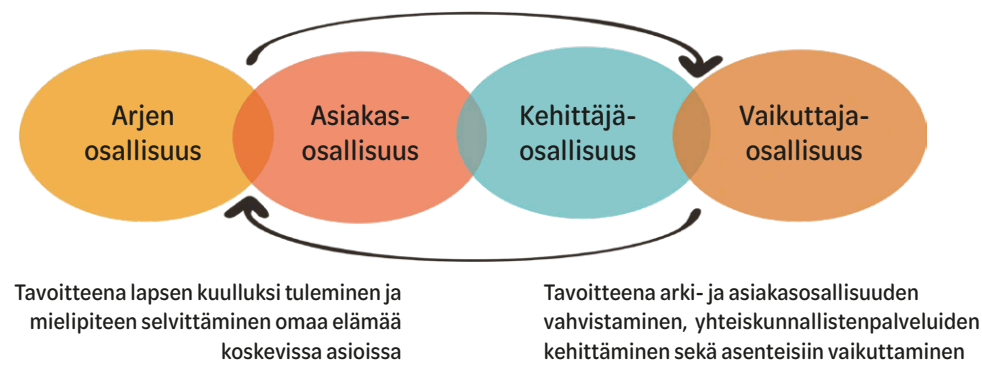 Arjen
osallisuus
Asiakas-
osallisuus
Kehittäjä-
osallisuus
Vaikuttaja-
osallisuus
Tavoitteena lapsen kuulluksi tuleminen ja
mielipiteen selvittäminen omaa elämää
koskevissa asioissa
Tavoitteena arki- ja asiakasosallisuuden
vahvistaminen, yhteiskunnallistenpalveluiden
kehittäminen sekä asenteisiin vaikuttaminen